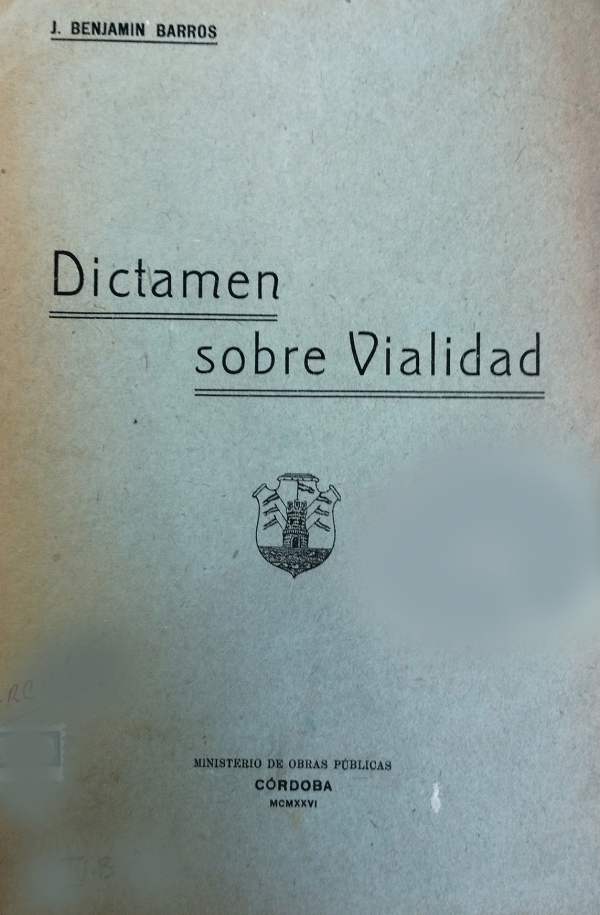 J. BENJAMIN BARROS
Dictamen
sobre Vialidad
MINISTERIO DE OBRAS PÚBLICAS
CÓRDOBA
MCMXXVI